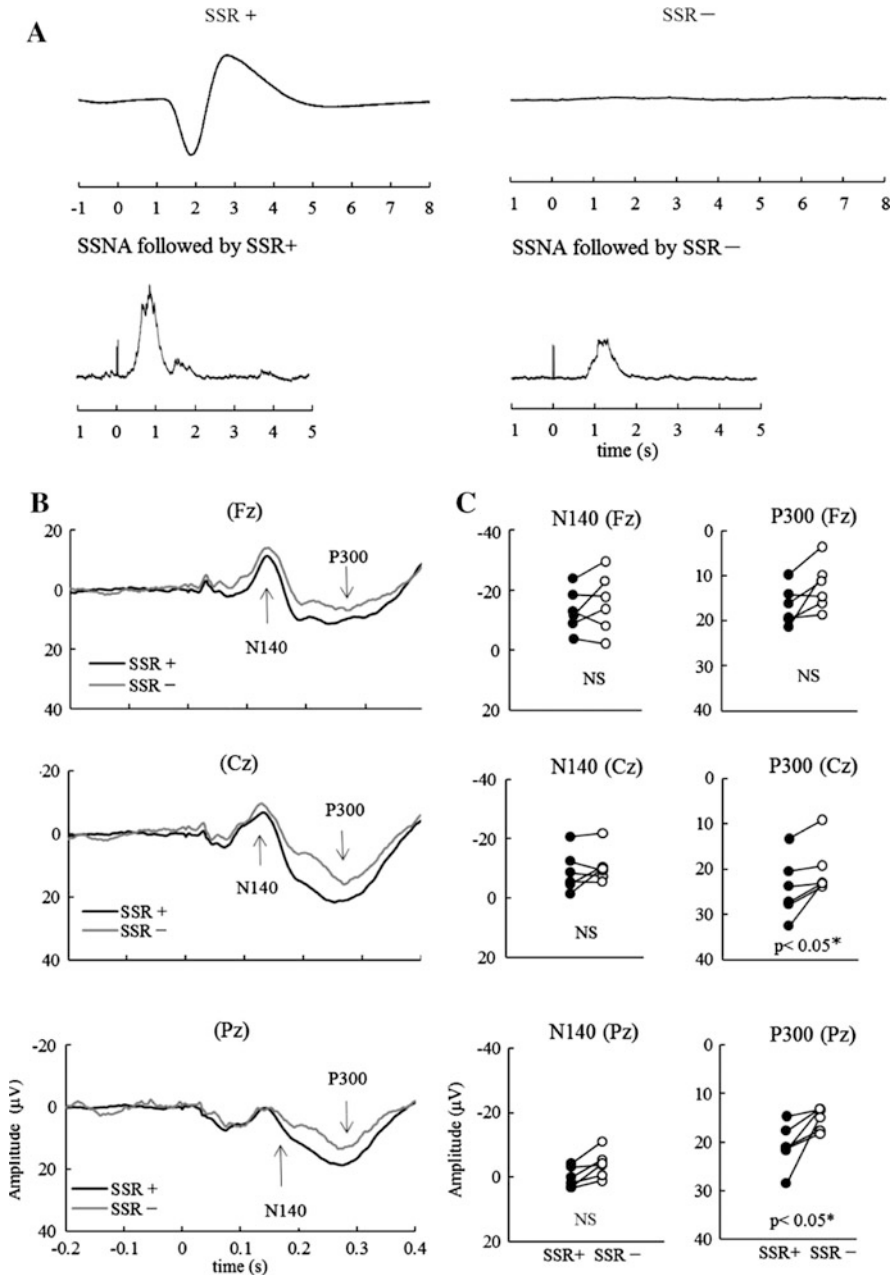 A
SSR + SSR −
-1 0 1 2 3 4 5 6 7 8
1 0 1 2 3 4 5 6 7 8
SSNA followed by SSR+ SSNA followed by SSR−
-1 0 1 2 3 4 5
1 0 1 2 3 4 5
time (s)
B
(Fz)
20
0
20
40
P300
N140
SSR +
SSR −
(Cz)
-20
0
20
40
P300
N140
SSR +
SSR −
(Pz)
-20
0
20
40
Amplitude (μV)
P300
N140
SSR +
SSR −
-0.2 -0.1 0 0.1 0.2 0.3 0.4
time (s)
C
N140 (Fz)
-40
-20
0
20
NS
P300 (Fz)
0
10
20
30
40
NS
N140 (Cz)
-40
-20
0
20
NS
P300 (Cz)
0
10
20
30
40
p< 0.05*
N140 (Pz)
-40
-20
0
20
Amplitude (μV)
NS
SSR+ SSR −
P300 (Pz)
0
10
20
30
40
p< 0.05*
SSR+ SSR −